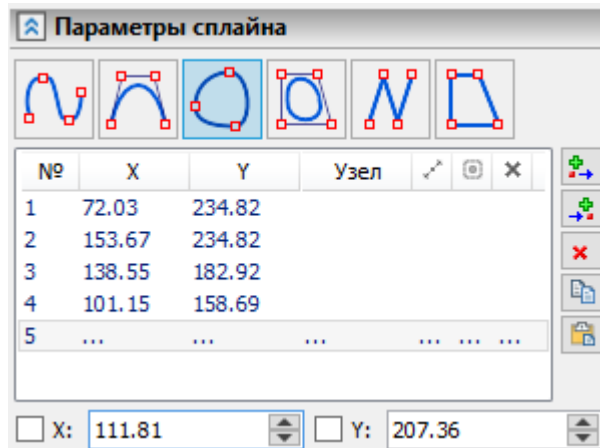 Параметры сплайна
№ X Y Узел
1 72.03 234.82
2 153.67 234.82
3 138.55 182.92
4 101.15 158.69
5 ... ... ... ... ... ...
X: 111.81 Y: 207.36